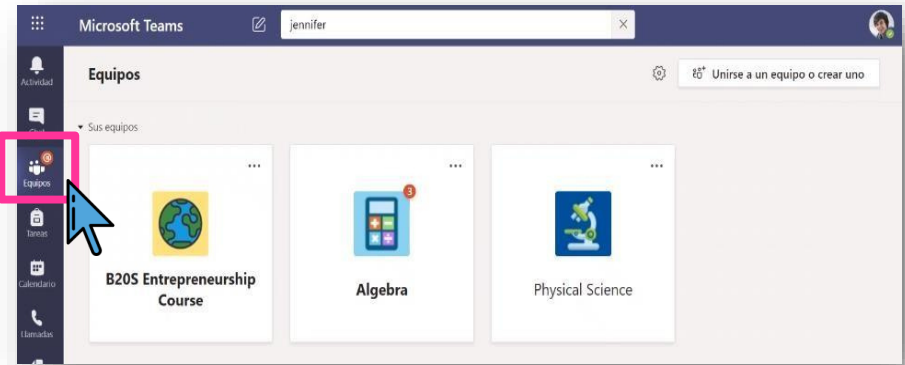 Microsoft Teams
jennifer
Actividad
Equipos
Unirse a un equipo o crear uno
Chat
Sus equipos
@
Equipos
3
Tareas
B20S Entrepreneurship
Course
Algebra
Physical Science
Calendario
Llamadas